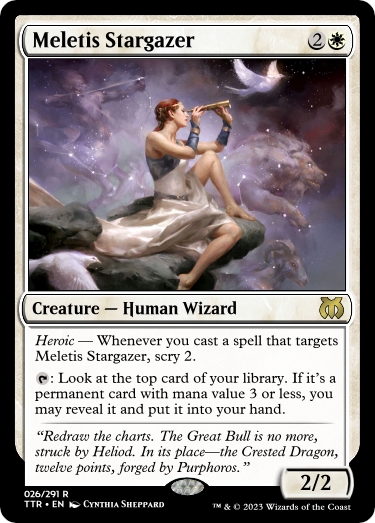 Meletis Stargazer 2
Creature — Human Wizard
Heroic — Whenever you cast a spell that targets
Meletis Stargazer, scry 2.
: Look at the top card of your library. If it's a
permanent card with mana value 3 or less, you
may reveal it and put it into your hand.
“Redraw the charts. The Great Bull is no more,
struck by Heliod. In its place—the Crested Dragon,
twelve points, forged by Purphoros.”
2/2
026/291 R
TTR • EN Cynthia Sheppard
™ & © 2023 Wizards of the Coast